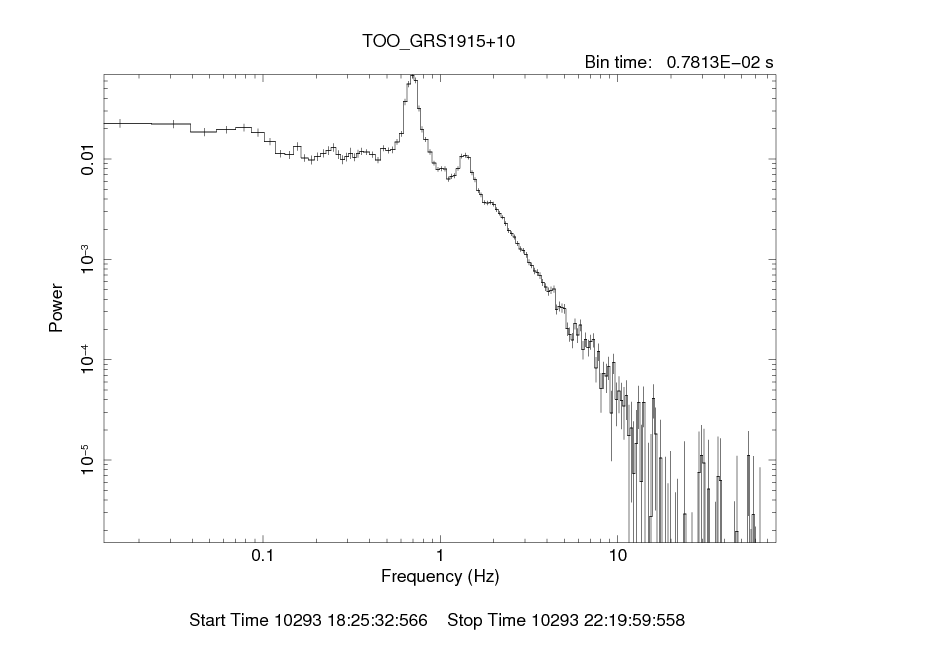 TOO_GRS1915+10
Bin time: 0.7813E−02 s
0.01
10⁻³
10⁻⁴
10⁻⁵
Power
0.1 1 10
Frequency (Hz)
Start Time 10293 18:25:32:566 Stop Time 10293 22:19:59:558